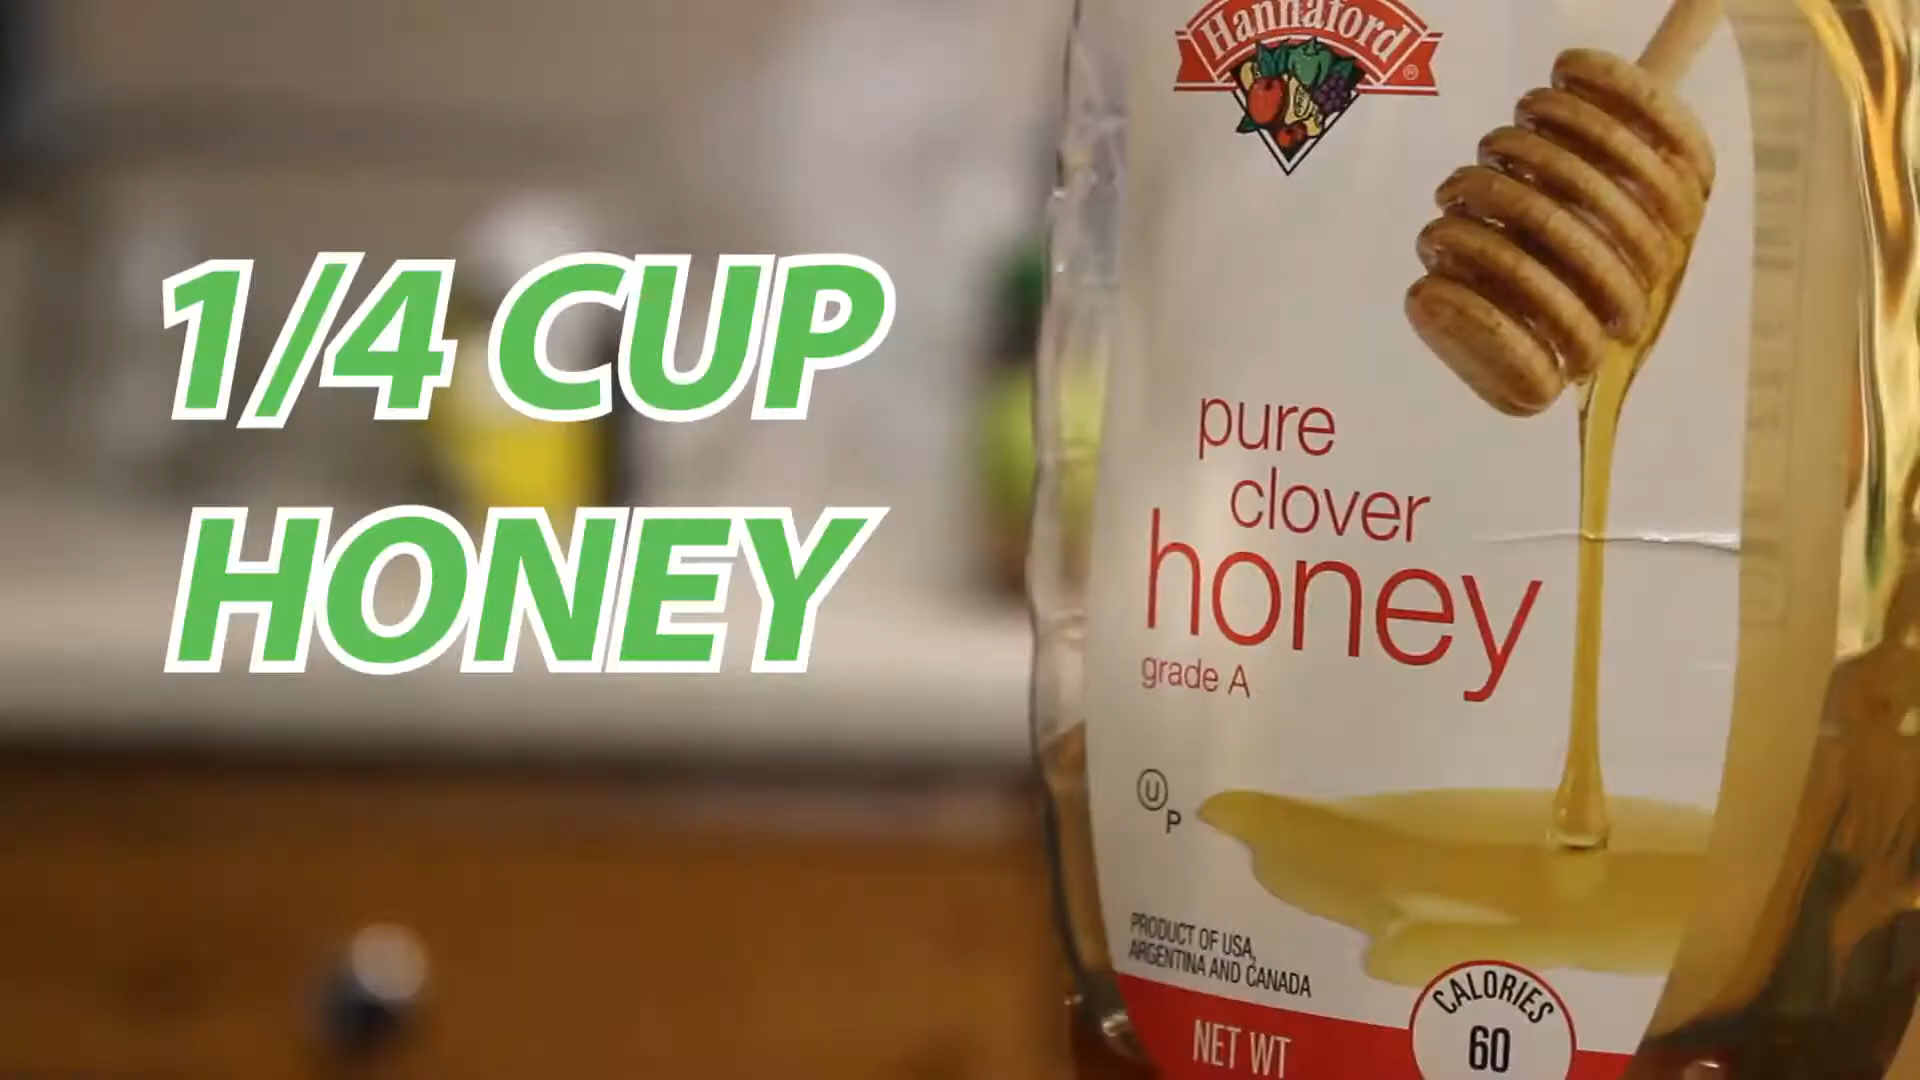 1/4 CUP
HONEY
Hannaford
®
pure
clover
honey
grade A
U
P
PRODUCT OF USA,
ARGENTINA AND CANADA
NET WT
CALORIES
60